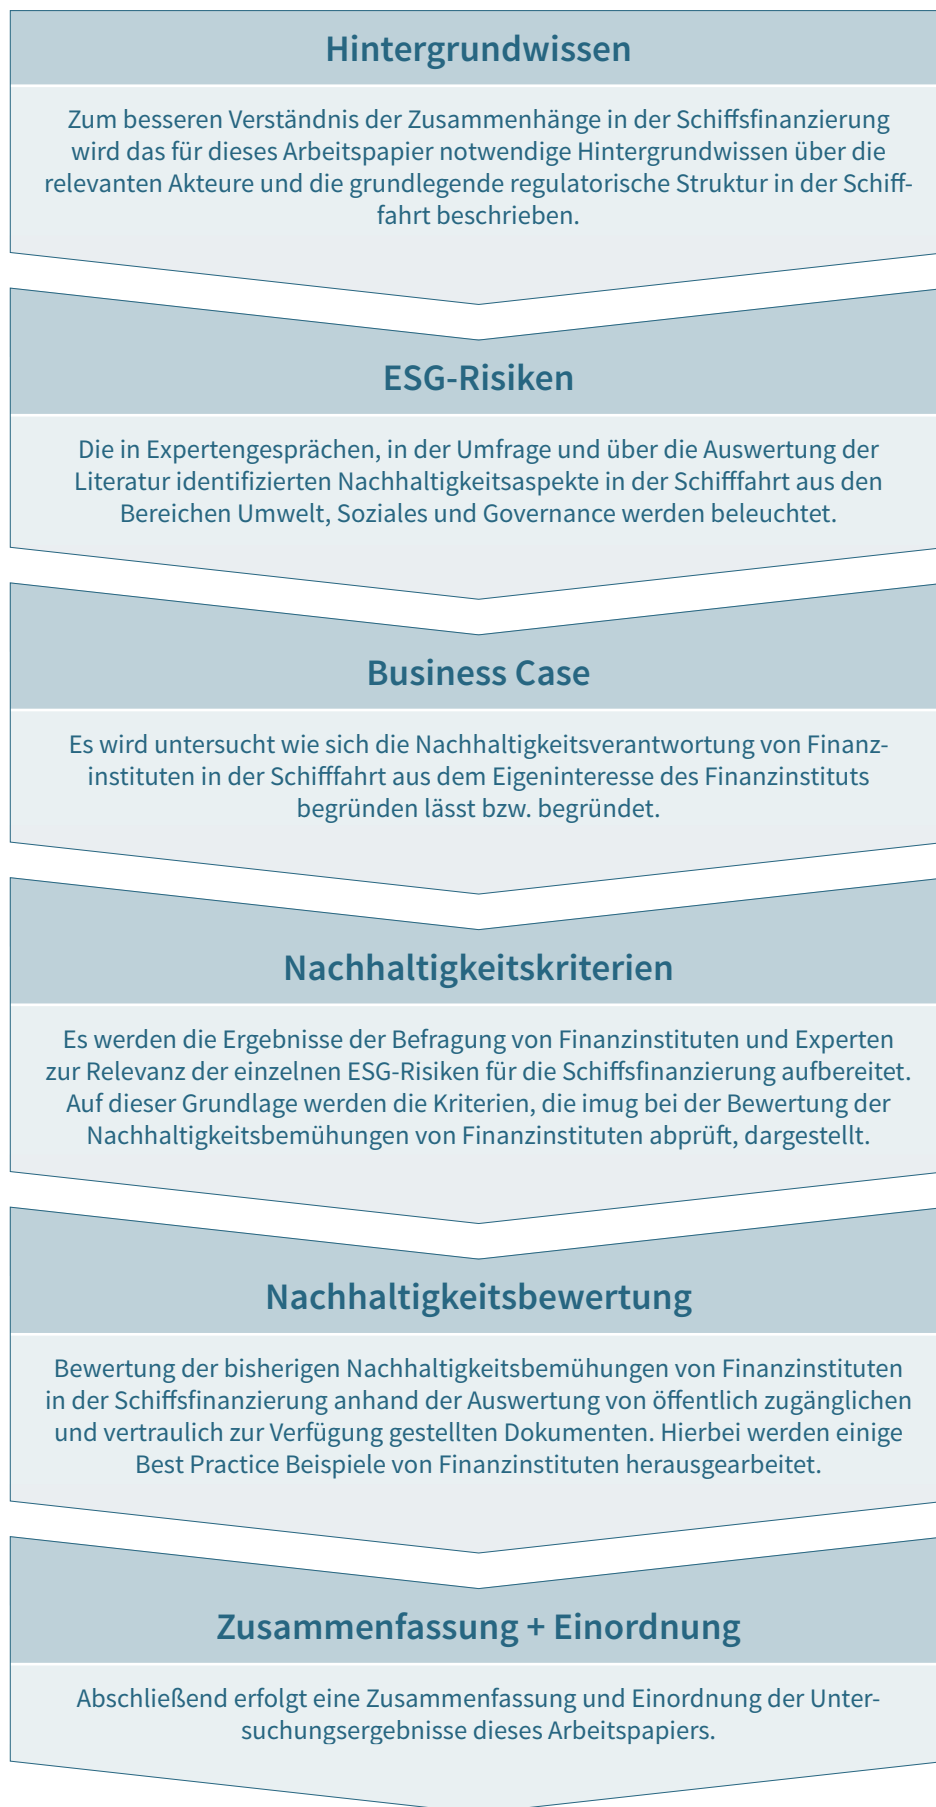 Hintergrundwissen
Zum besseren Verständnis der Zusammenhänge in der Schiffsfinanzierung
wird das für dieses Arbeitspapier notwendige Hintergrundwissen über die
relevanten Akteure und die grundlegende regulatorische Struktur in der Schiff-
fahrt beschrieben.
ESG-Risiken
Die in Expertengesprächen, in der Umfrage und über die Auswertung der
Literatur identifizierten Nachhaltigkeitsaspekte in der Schifffahrt aus den
Bereichen Umwelt, Soziales und Governance werden beleuchtet.
Business Case
Es wird untersucht wie sich die Nachhaltigkeitsverantwortung von Finanz-
instituten in der Schifffahrt aus dem Eigeninteresse des Finanzinstituts
begründen lässt bzw. begründet.
Nachhaltigkeitskriterien
Es werden die Ergebnisse der Befragung von Finanzinstituten und Experten
zur Relevanz der einzelnen ESG-Risiken für die Schiffsfinanzierung aufbereitet.
Auf dieser Grundlage werden die Kriterien, die imug bei der Bewertung der
Nachhaltigkeitsbemühungen von Finanzinstituten abprüft, dargestellt.
Nachhaltigkeitsbewertung
Bewertung der bisherigen Nachhaltigkeitsbemühungen von Finanzinstituten
in der Schiffsfinanzierung anhand der Auswertung von öffentlich zugänglichen
und vertraulich zur Verfügung gestellten Dokumenten. Hierbei werden einige
Best Practice Beispiele von Finanzinstituten herausgearbeitet.
Zusammenfassung + Einordnung
Abschließend erfolgt eine Zusammenfassung und Einordnung der Unter-
suchungsergebnisse dieses Arbeitspapiers.